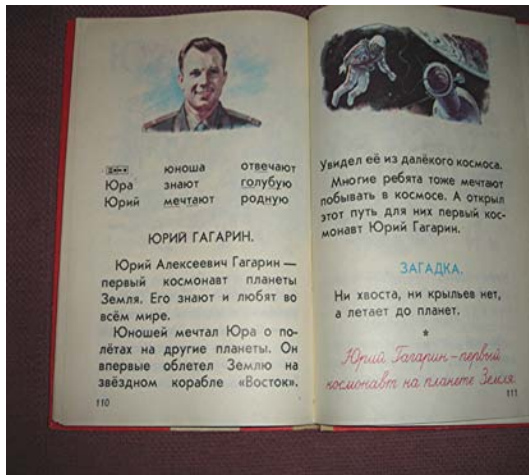 юноша отвечают
Юра знают голубую
Юрий мечтают родную
ЮРИЙ ГАГАРИН.
Юрий Алексеевич Гагарин —
первый космонавт планеты
Земля. Его знают и любят во
всём мире.
Юношей мечтал Юра о по-
лётах на другие планеты. Он
впервые облетел Землю на
звёздном корабле «Восток».
110
Увидел её из далёкого космоса.
Многие ребята тоже мечтают
побывать в космосе. А открыл
этот путь для них первый кос-
монавт Юрий Гагарин.
ЗАГАДКА.
Ни хвоста, ни крыльев нет,
а летает до планет.
*
Юрий Гагарин – первый
космонавт на планете Земля.
111